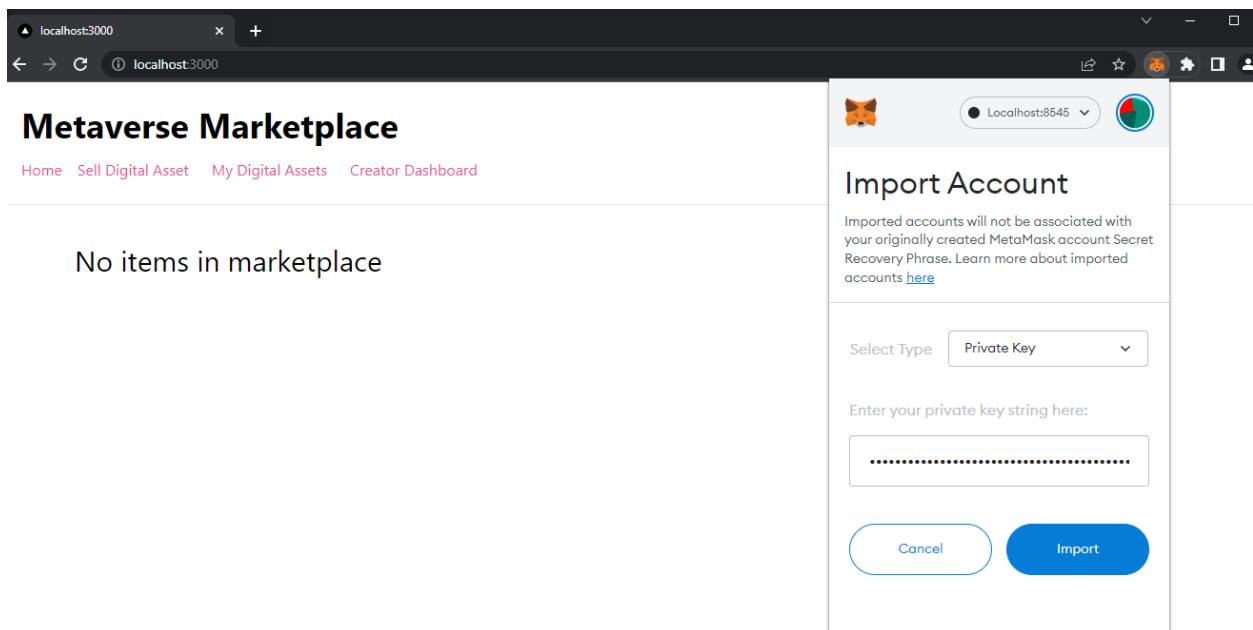 localhost:3000
localhost:3000
Metaverse Marketplace
Home Sell Digital Asset My Digital Assets Creator Dashboard
No items in marketplace
Localhost:8545
Import Account
Imported accounts will not be associated with
your originally created MetaMask account Secret
Recovery Phrase. Learn more about imported
accounts here
Select Type Private Key
Enter your private key string here:
•••••••••••••••••••••••••••••••••••••••••
Cancel Import